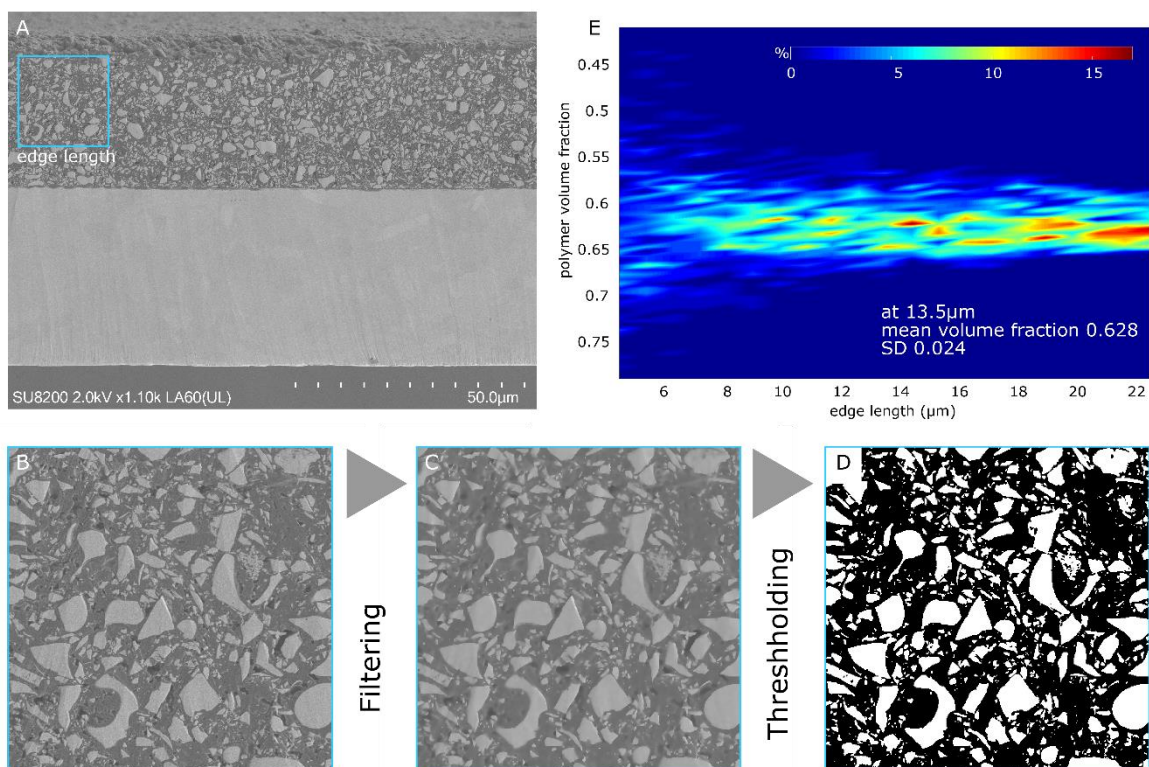 A
edge length
SU8200 2.0kV x1.10k LA60(UL)
50.0μm
E
%
0
5
10
15
0.45
0.5
0.55
0.6
0.65
0.7
0.75
polymer volume fraction
at 13.5μm
mean volume fraction 0.628
SD 0.024
6
8
10
12
14
16
18
20
22
edge length (μm)
B
Filtering
C
Threshholding
D